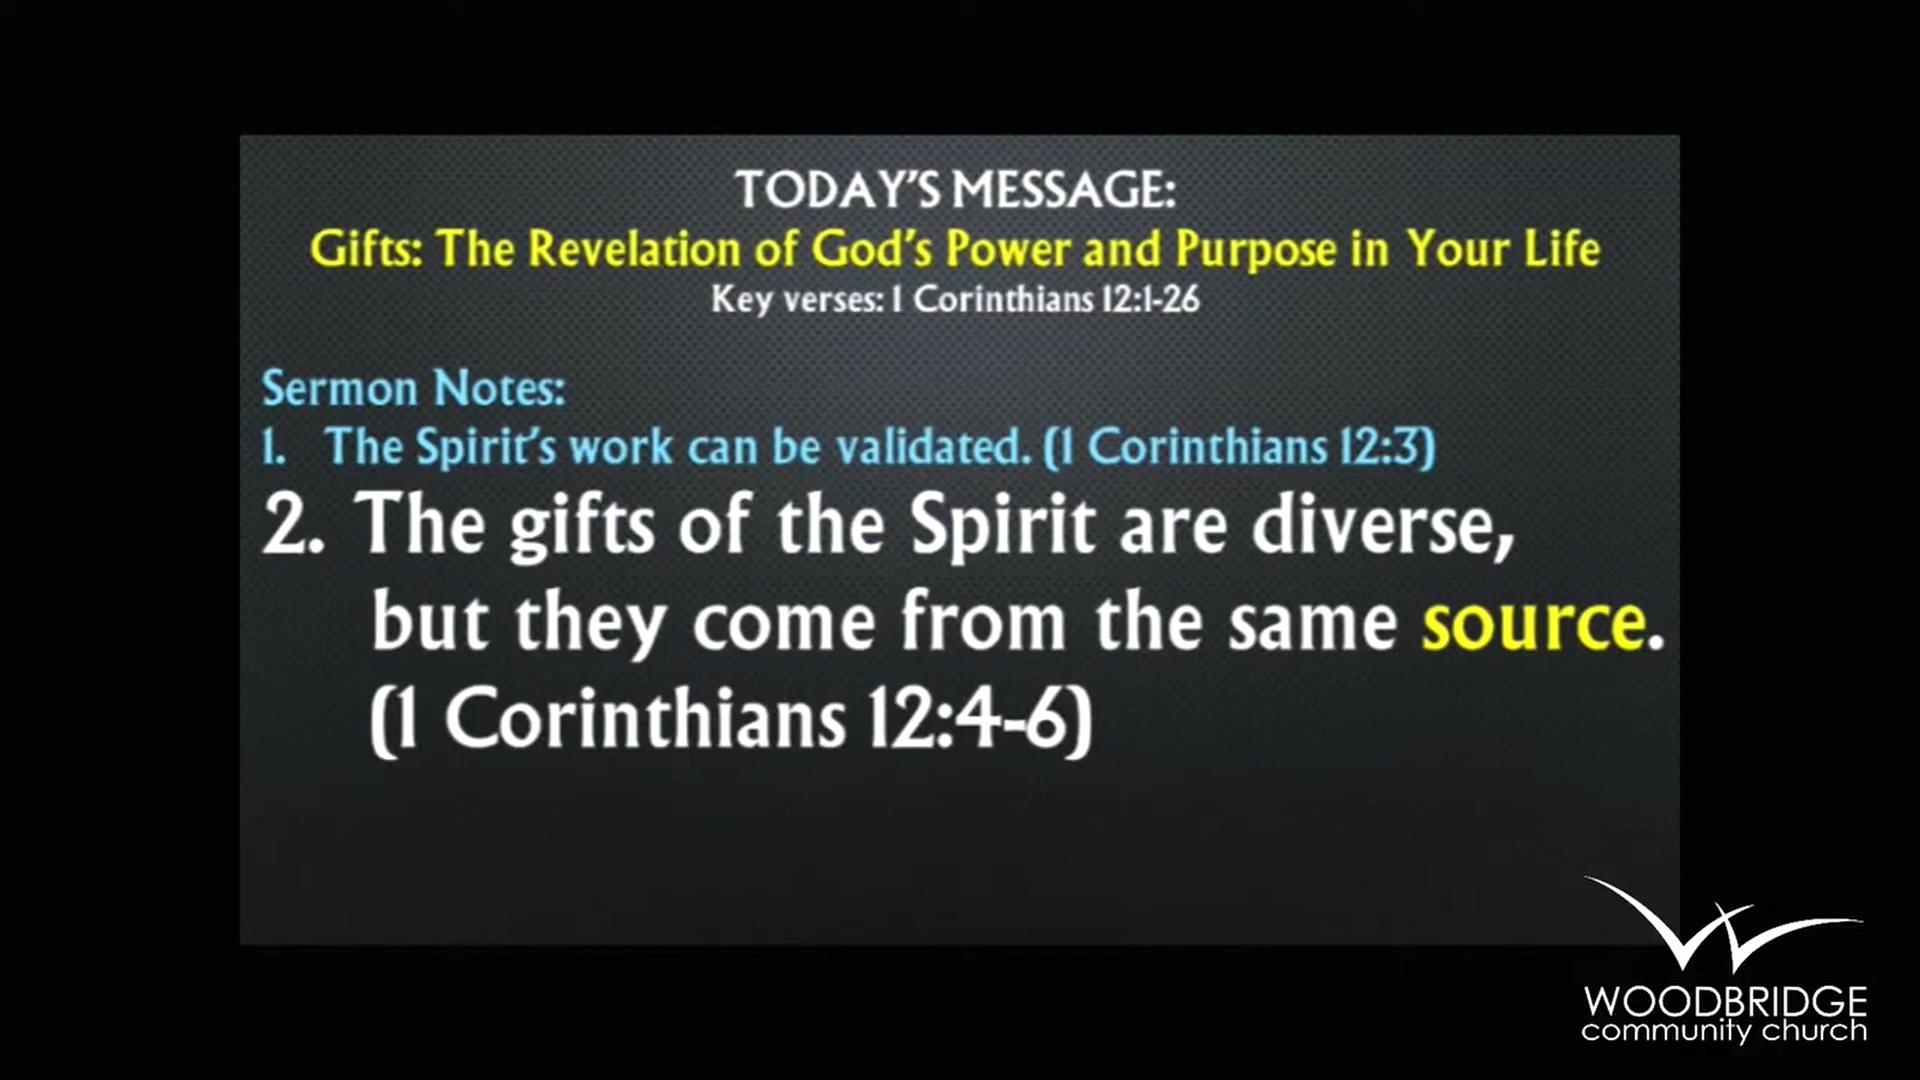 TODAY'S MESSAGE:
Gifts: The Revelation of God's Power and Purpose in Your Life
Key verses: 1 Corinthians 12:1-26
Sermon Notes:
1. The Spirit's work can be validated. (1 Corinthians 12:3)
2. The gifts of the Spirit are diverse,
but they come from the same source.
(1 Corinthians 12:4-6)
WOODBRIDGE
community church